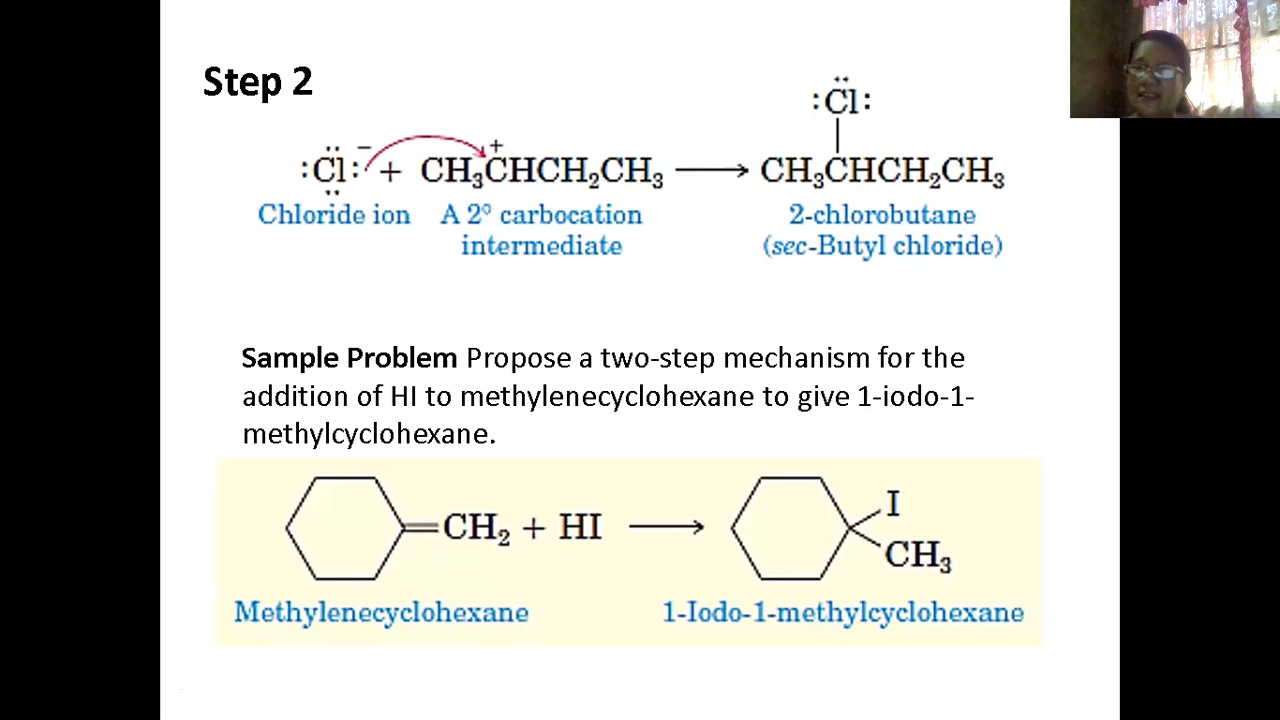 Step 2
:Cl:⁻ + CH₃C⁺HCH₂CH₃ ⟶ CH₃CHCH₂CH₃
:Cl:
Chloride ion A 2° carbocation intermediate
2-chlorobutane
(sec-Butyl chloride)
Sample Problem Propose a two-step mechanism for the
addition of HI to methylenecyclohexane to give 1-iodo-1-
methylcyclohexane.
=CH₂ + HI ⟶ I
CH₃
Methylenecyclohexane 1-Iodo-1-methylcyclohexane